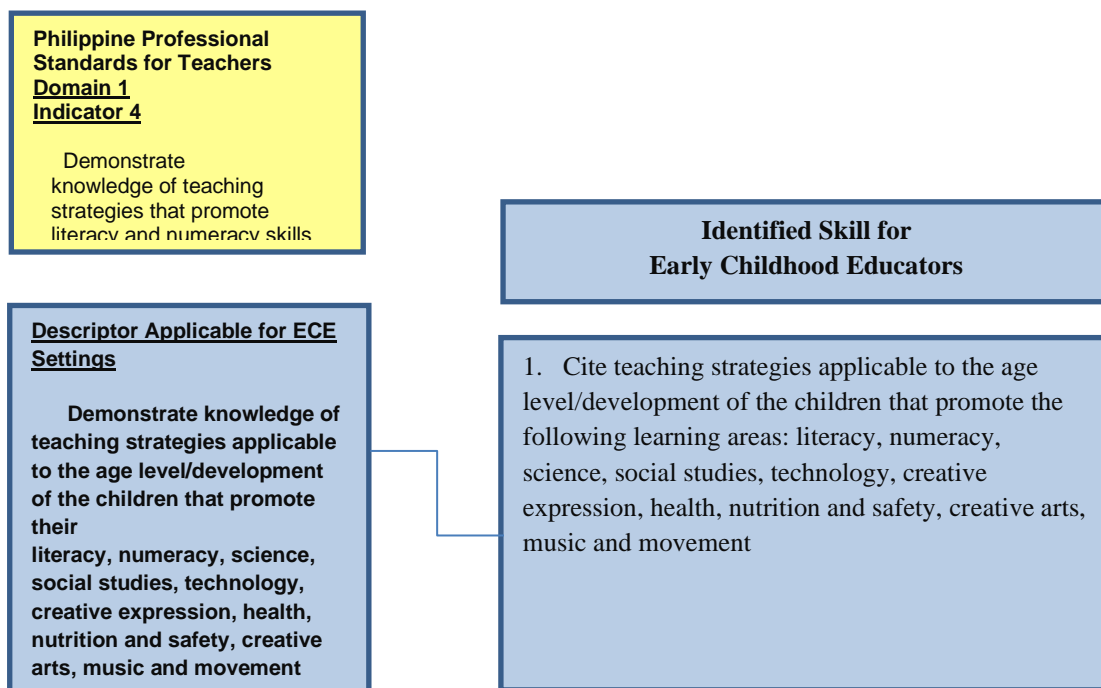 Philippine Professional
Standards for Teachers
Domain 1
Indicator 4
Demonstrate
knowledge of teaching
strategies that promote
literacy and numeracy skills
Identified Skill for
Early Childhood Educators
Descriptor Applicable for ECE
Settings
Demonstrate knowledge of
teaching strategies applicable
to the age level/development
of the children that promote
their
literacy, numeracy, science,
social studies, technology,
creative expression, health,
nutrition and safety, creative
arts, music and movement
1. Cite teaching strategies applicable to the age
level/development of the children that promote the
following learning areas: literacy, numeracy,
science, social studies, technology, creative
expression, health, nutrition and safety, creative arts,
music and movement